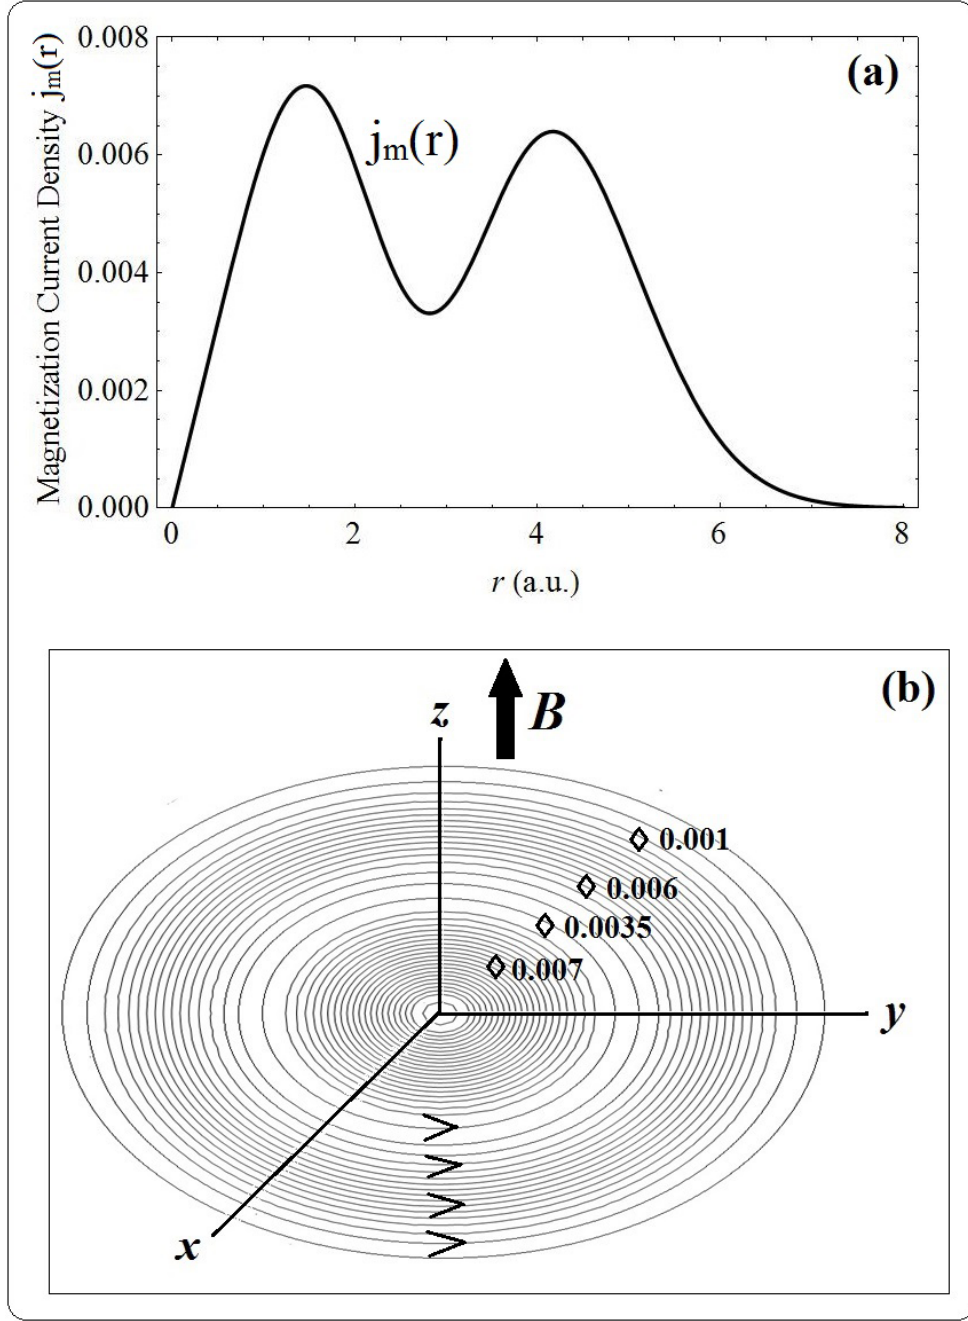 (a)
Magnetization Current Density jm(r)
0.008
0.006
0.004
0.002
0.000
jm(r)
0 2 4 6 8
r (a.u.)
(b)
B
z
0.001
0.006
0.0035
0.007
y
x